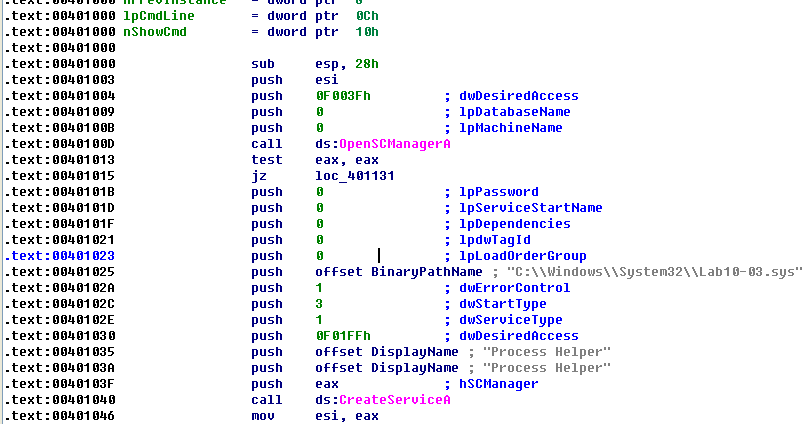 .text:00401000 hPrevInstance = dword ptr 8
.text:00401000 lpCmdLine = dword ptr 0Ch
.text:00401000 nShowCmd = dword ptr 10h
.text:00401000
.text:00401000 sub esp, 28h
.text:00401003 push esi
.text:00401004 push 0F003Fh ; dwDesiredAccess
.text:00401009 push 0 ; lpDatabaseName
.text:0040100B push 0 ; lpMachineName
.text:0040100D call ds:OpenSCManagerA
.text:00401013 test eax, eax
.text:00401015 jz loc_401131
.text:0040101B push 0 ; lpPassword
.text:0040101D push 0 ; lpServiceStartName
.text:0040101F push 0 ; lpDependencies
.text:00401021 push 0 ; lpdwTagId
.text:00401023 push 0 ; lpLoadOrderGroup
.text:00401025 push offset BinaryPathName ; "C:\\Windows\\System32\\Lab10-03.sys"
.text:0040102A push 1 ; dwErrorControl
.text:0040102C push 3 ; dwStartType
.text:0040102E push 1 ; dwServiceType
.text:00401030 push 0F01FFh ; dwDesiredAccess
.text:00401035 push offset DisplayName ; "Process Helper"
.text:0040103A push offset DisplayName ; "Process Helper"
.text:0040103F push eax ; hSCManager
.text:00401040 call ds:CreateServiceA
.text:00401046 mov esi, eax